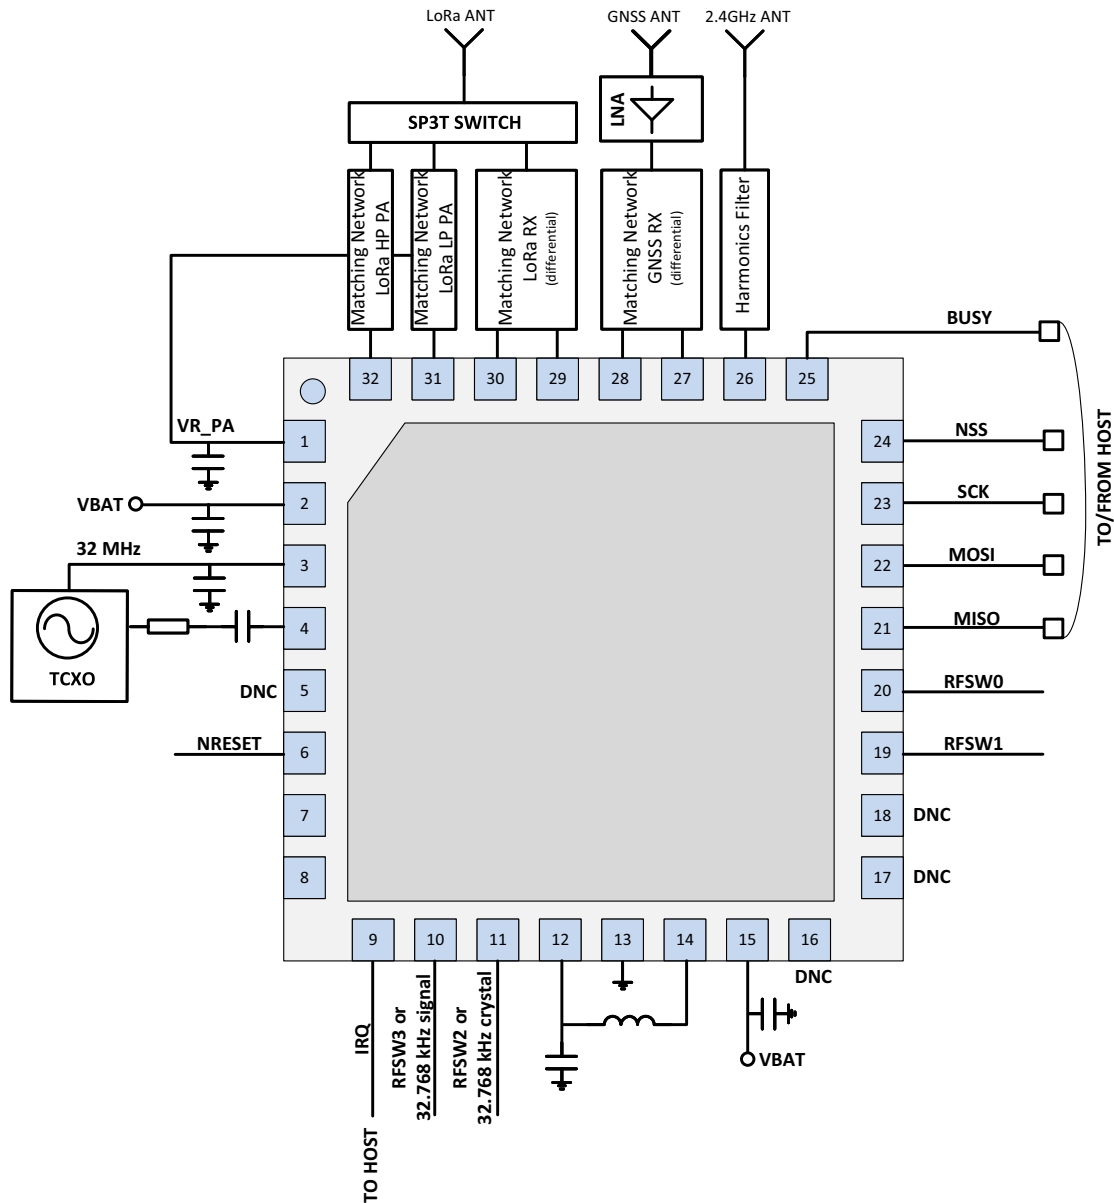 LoRa ANT
GNSS ANT
2.4GHz ANT
SP3T SWITCH
LNA
Matching Network
LoRa HP PA
Matching Network
LoRa LP PA
Matching Network
LoRa RX
(differential)
Matching Network
GNSS RX
(differential)
Harmonics Filter
BUSY
32
31
30
29
28
27
26
25
VR_PA
1
24
NSS
VBAT
2
23
SCK
32 MHz
3
22
MOSI
4
21
MISO
TO/FROM HOST
TCXO
DNC
5
20
RFSW0
NRESET
6
19
RFSW1
7
18
DNC
8
17
DNC
9
10
11
12
13
14
15
16
DNC
IRQ
TO HOST
RFSW3 or
32.768 kHz signal
RFSW2 or
32.768 kHz crystal
VBAT